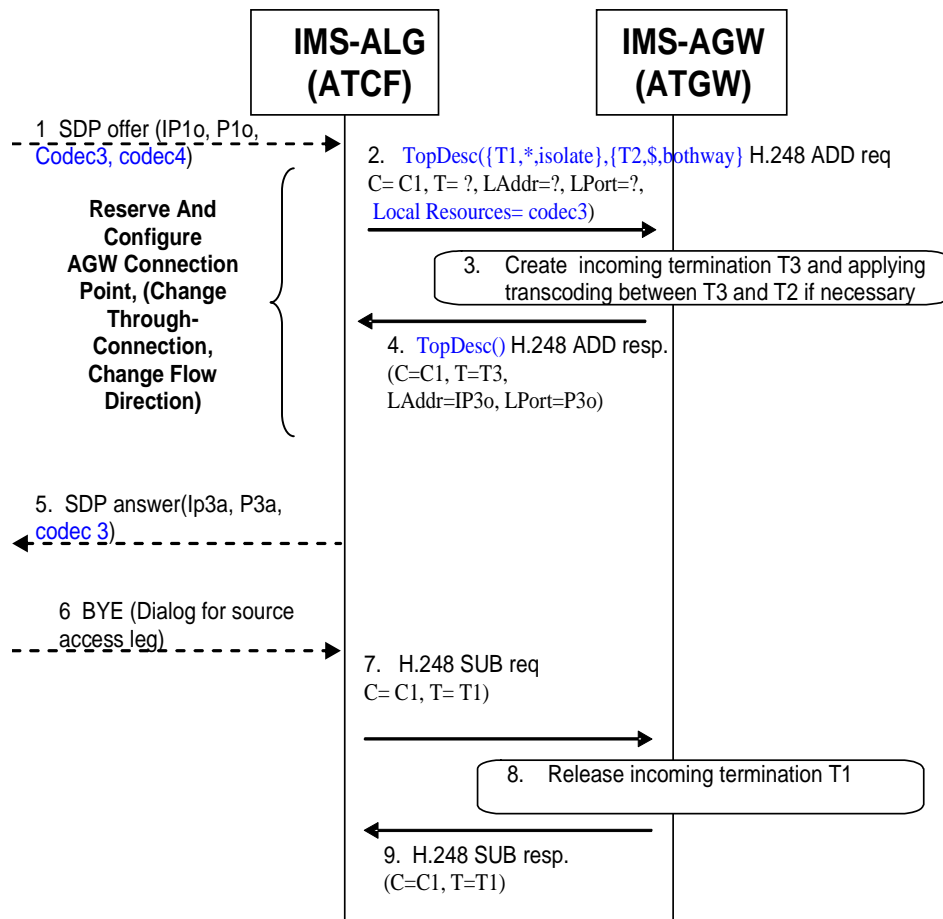 IMS-ALG
(ATCF)
IMS-AGW
(ATGW)
1 SDP offer (IP1o, P1o,
Codec3, codec4)
2. TopDesc({T1,*,isolate},{T2,$,bothway} H.248 ADD req
C= C1, T= ?, LAddr=?, LPort=?,
Local Resources= codec3)
Reserve And
Configure
AGW Connection
Point, (Change
Through-
Connection,
Change Flow
Direction)
3. Create incoming termination T3 and applying
transcoding between T3 and T2 if necessary
4. TopDesc() H.248 ADD resp.
(C=C1, T=T3,
LAddr=IP3o, LPort=P3o)
5. SDP answer(Ip3a, P3a,
codec 3)
6 BYE (Dialog for source
access leg)
7. H.248 SUB req
C= C1, T= T1)
8. Release incoming termination T1
9. H.248 SUB resp.
(C=C1, T=T1)